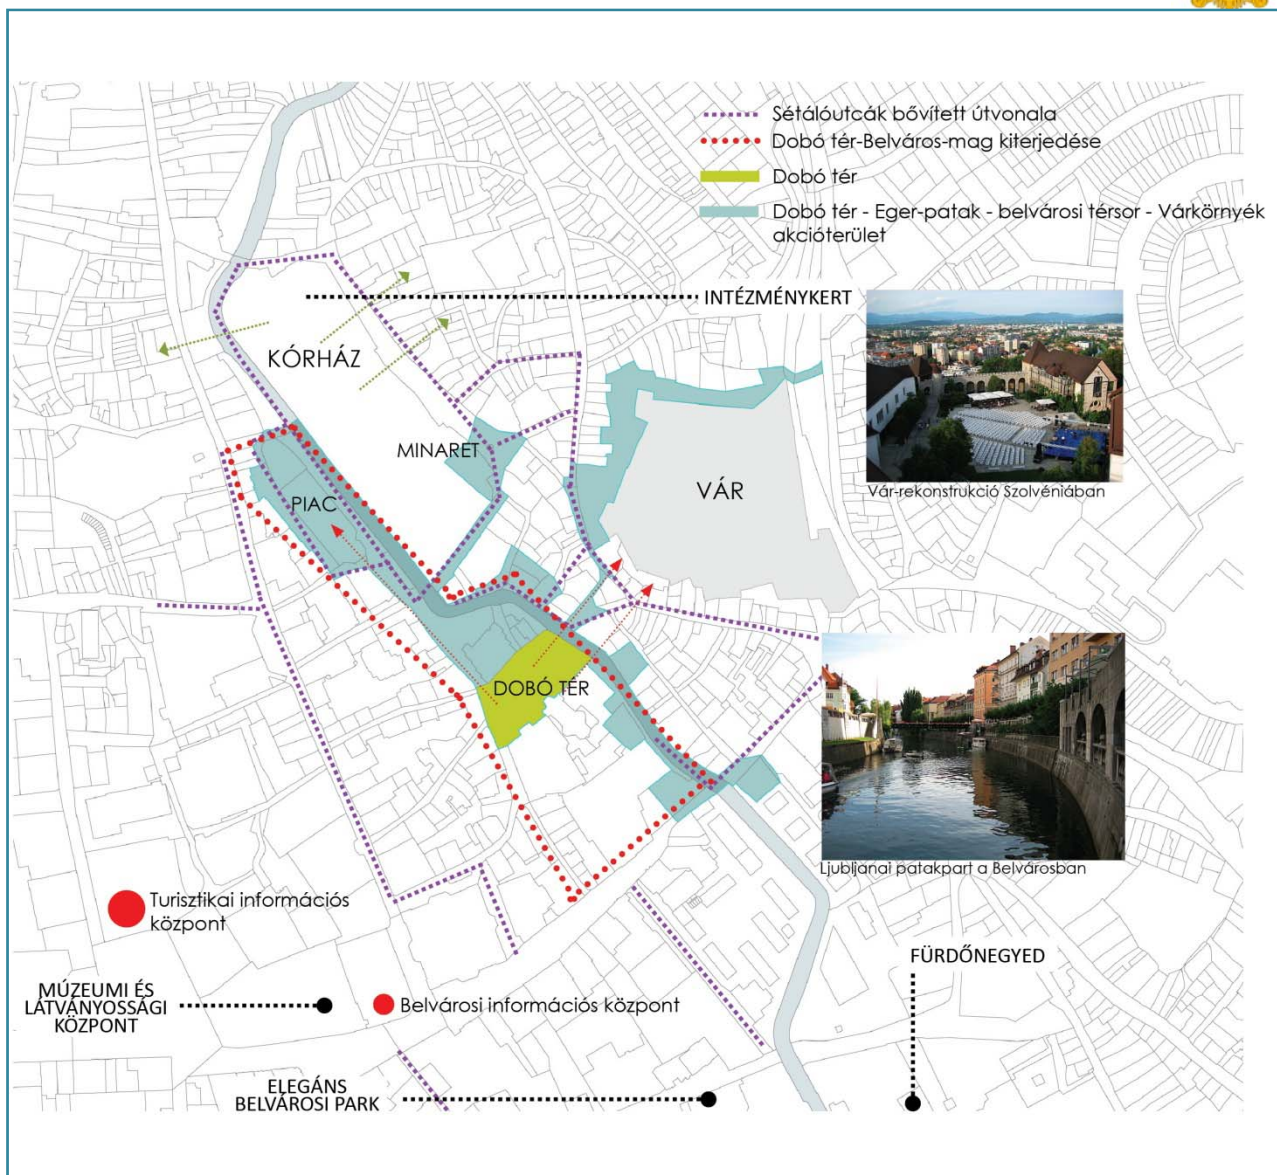 Sétálóutcák bővített útvonala
Dobó tér-Belváros-mag kiterjedése
Dobó tér
Dobó tér - Eger-patak - belvárosi térsor - Várkörnyék
akcióterület
INTÉZMÉNYKERT
KÓRHÁZ
MINARET
VÁR
PIAC
Vár-rekonstrukció Szolvéniában
DOBÓ TÉR
Ljubljanai patakpart a Belvárosban
Turisztikai információs
központ
FÜRDŐNEGYED
MÚZEUMI ÉS
LÁTVÁNYOSSÁGI
KÖZPONT
Belvárosi információs központ
ELEGÁNS
BELVÁROSI PARK